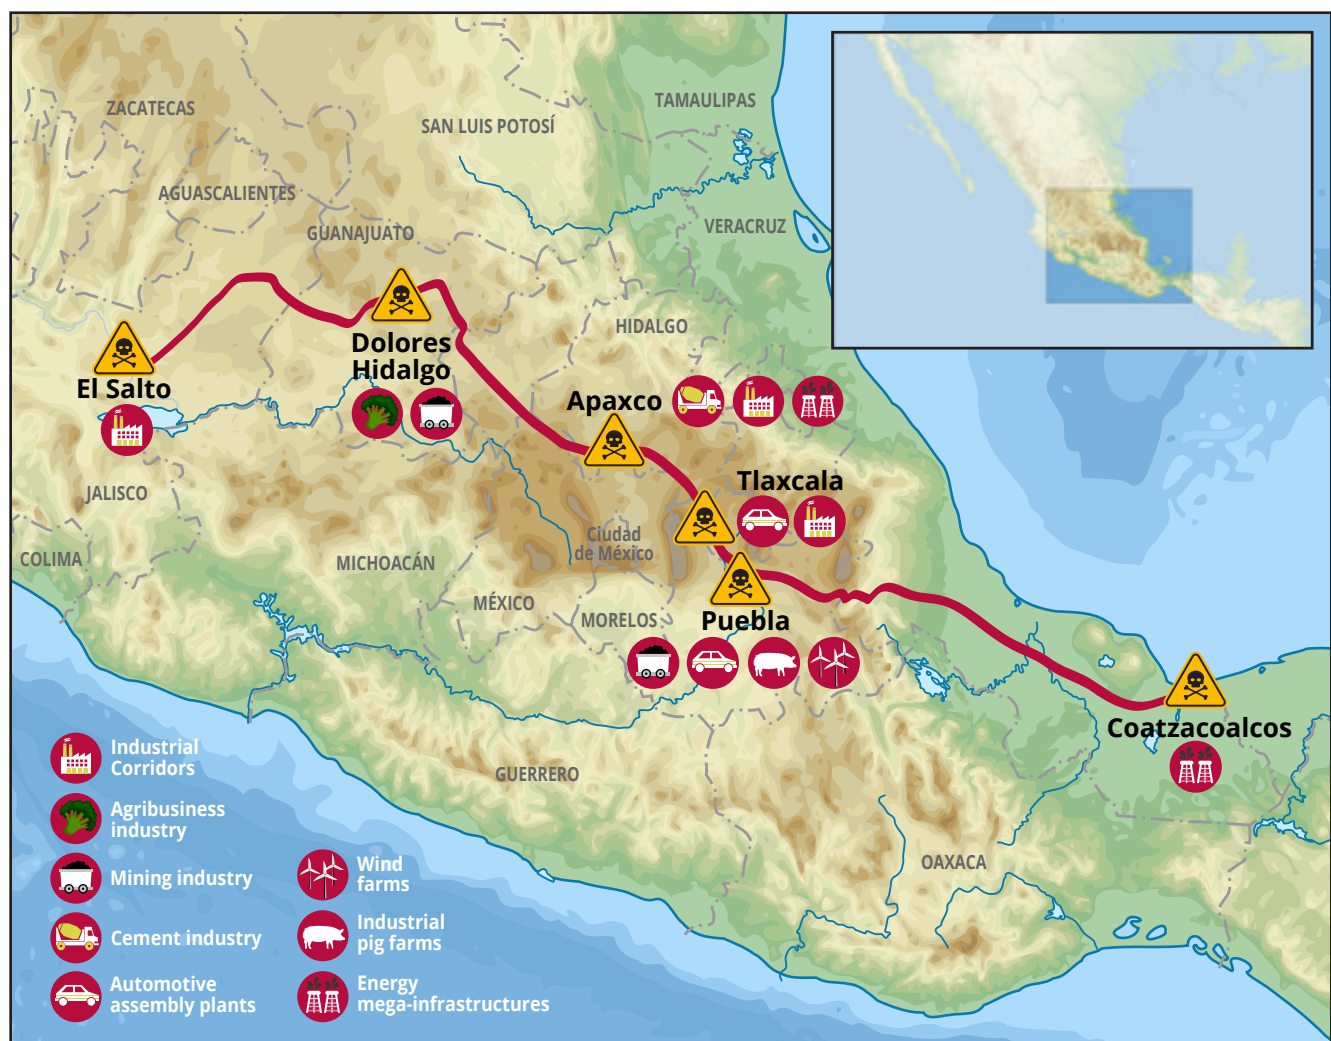 ZACATECAS
SAN LUIS POTOSÍ
TAMAULIPAS
AGUASCALIENTES
GUANAJUATO
VERACRUZ
HIDALGO
El Salto
Dolores
Hidalgo
Apaxco
Tlaxcala
JALISCO
COLIMA
MICHOACÁN
Ciudad
de México
MÉXICO
MORELOS
Puebla
Coatzacoalcos
GUERRERO
OAXACA
Industrial
Corridors
Agribusiness
industry
Mining industry
Cement industry
Automotive
assembly plants
Wind
farms
Industrial
pig farms
Energy
mega-infrastructures